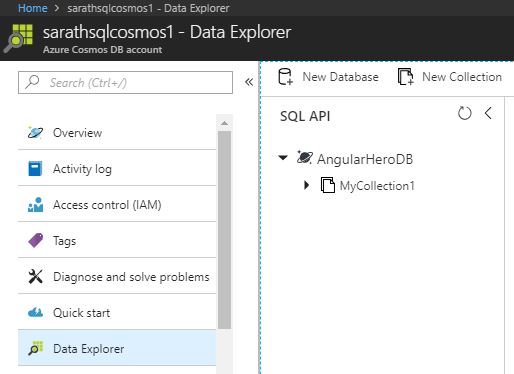 Home > sarathsqlcosmos1 - Data Explorer
sarathsqlcosmos1 - Data Explorer
Azure Cosmos DB account
Search (Ctrl+/)
«
Overview
Activity log
Access control (IAM)
Tags
Diagnose and solve problems
Quick start
Data Explorer
New Database New Collection
SQL API
AngularHeroDB
MyCollection1